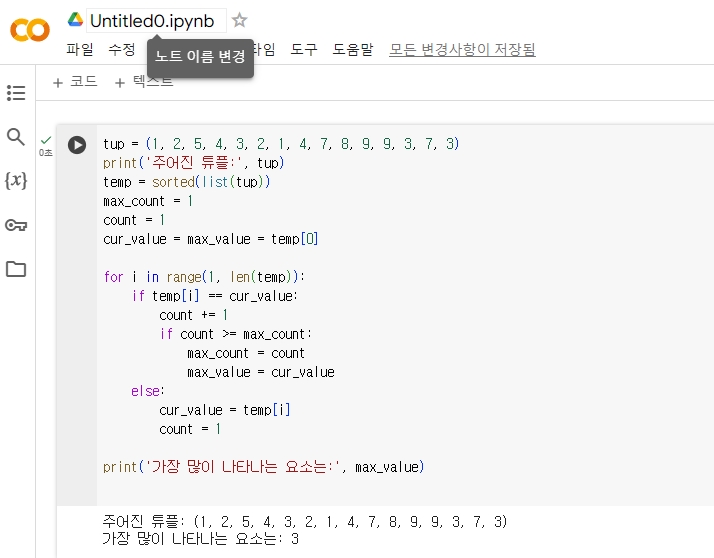 Untitled0.ipynb
파일 수정 타임 도구 도움말 모든 변경사항이 저장됨
노트 이름 변경
+ 코드 + 텍스트
{x}
0초
tup = (1, 2, 5, 4, 3, 2, 1, 4, 7, 8, 9, 9, 3, 7, 3)
print('주어진 튜플:', tup)
temp = sorted(list(tup))
max_count = 1
count = 1
cur_value = max_value = temp[0]
for i in range(1, len(temp)):
    if temp[i] == cur_value:
        count += 1
        if count >= max_count:
            max_count = count
            max_value = cur_value
    else:
        cur_value = temp[i]
        count = 1
print('가장 많이 나타나는 요소는:', max_value)
주어진 튜플: (1, 2, 5, 4, 3, 2, 1, 4, 7, 8, 9, 9, 3, 7, 3)
가장 많이 나타나는 요소는: 3